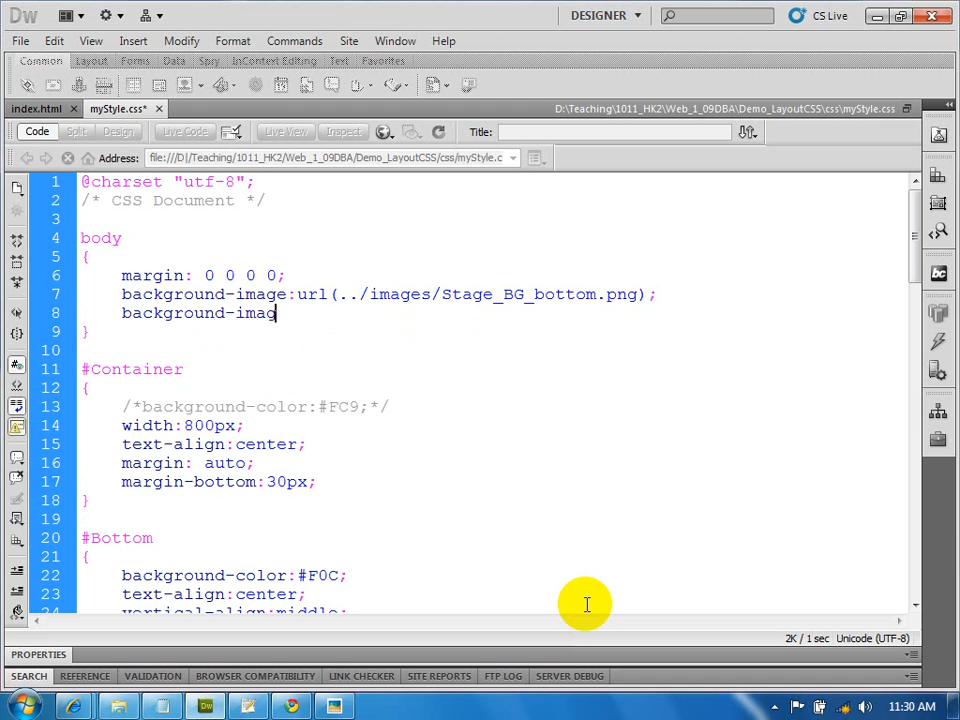 Dw
DESIGNER
CS Live
File Edit View Insert Modify Format Commands Site Window Help
Common Layout Forms Data Spry InContext Editing Text Favorites
index.html myStyle.css* D:\Teaching\1011_HK2\Web_1_09DBA\Demo_LayoutCSS\css\myStyle.css
Code Split Design Live Code Live View Inspect Title:
Address: file:///D|/Teaching/1011_HK2/Web_1_09DBA/Demo_LayoutCSS/css/myStyle.c
1 @charset "utf-8";
2 /* CSS Document */
3
4 body
5 {
6 margin: 0 0 0 0;
7 background-image:url(../images/Stage_BG_bottom.png);
8 background-imag
9 }
10
11 #Container
12 {
13 /*background-color:#FC9;*/
14 width:800px;
15 text-align:center;
16 margin: auto;
17 margin-bottom:30px;
18 }
19
20 #Bottom
21 {
22 background-color:#F0C;
23 text-align:center;
24 vertical-align:middle;
bc
2K / 1 sec Unicode (UTF-8)
PROPERTIES
SEARCH REFERENCE VALIDATION BROWSER COMPATIBILITY LINK CHECKER SITE REPORTS FTP LOG SERVER DEBUG
Dw
11:30 AM